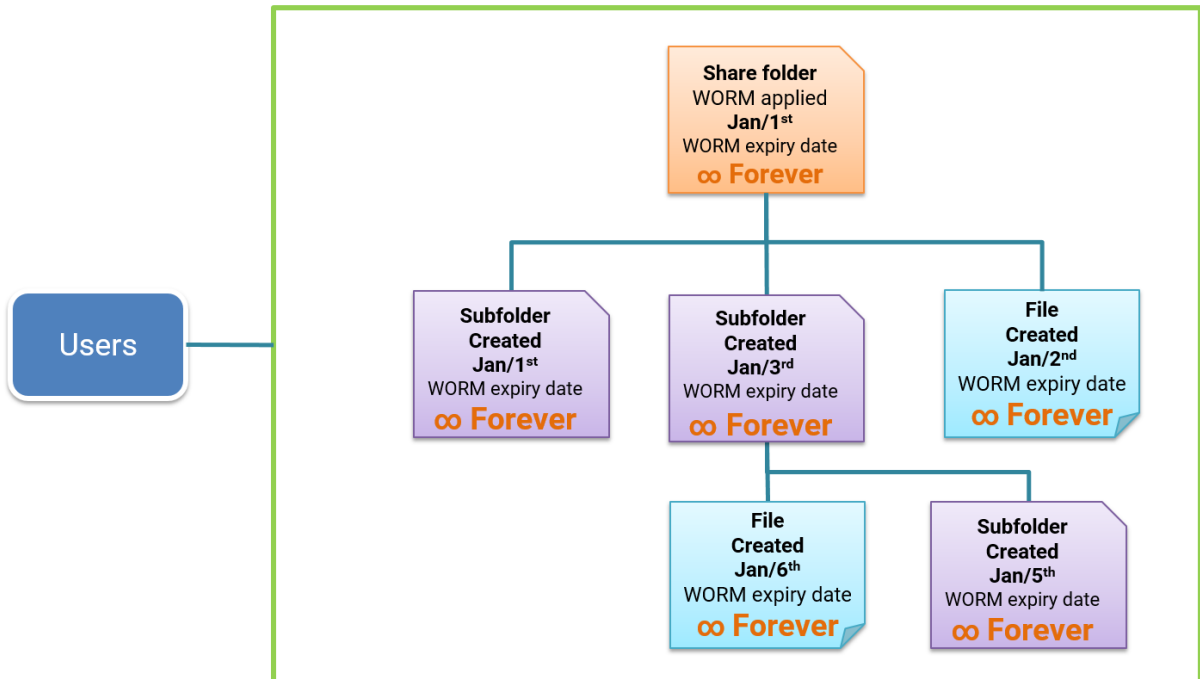 Share folder
WORM applied
Jan/1st
WORM expiry date
∞ Forever
Users
Subfolder
Created
Jan/1st
WORM expiry date
∞ Forever
Subfolder
Created
Jan/3rd
WORM expiry date
∞ Forever
File
Created
Jan/2nd
WORM expiry date
∞ Forever
File
Created
Jan/6th
WORM expiry date
∞ Forever
Subfolder
Created
Jan/5th
WORM expiry date
∞ Forever